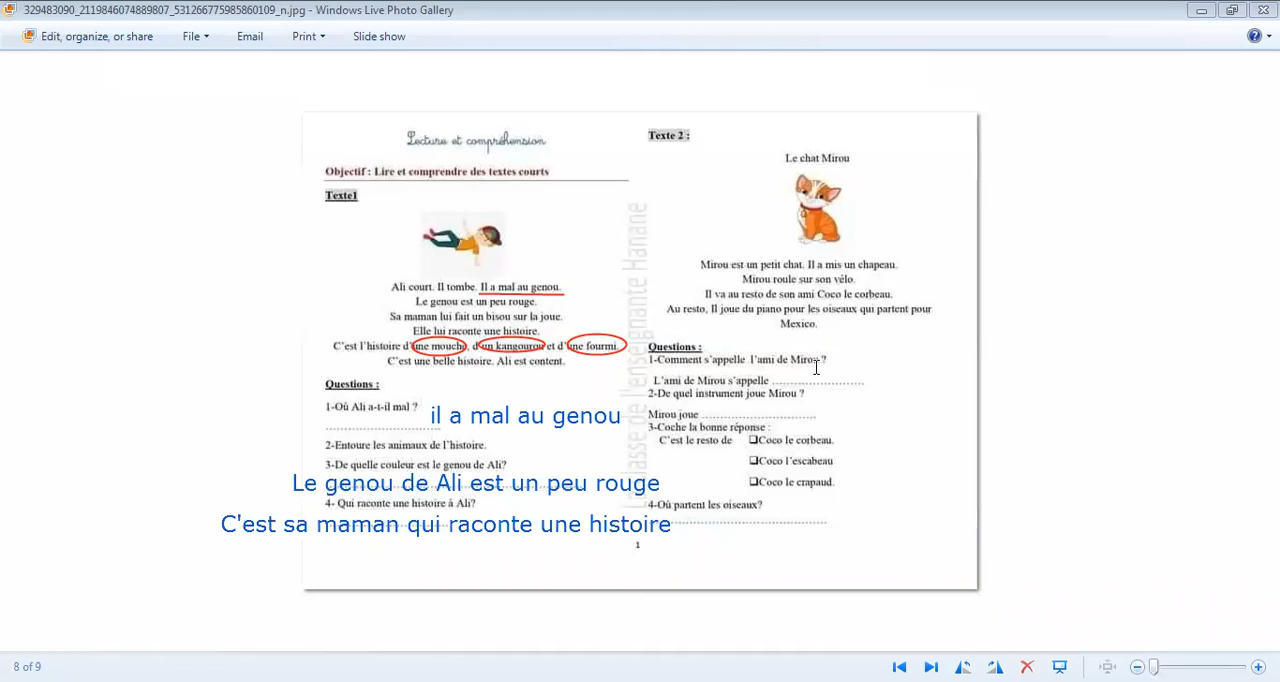 329483090_2119846074889807_531266775985860109_n.jpg - Windows Live Photo Gallery
Edit, organize, or share File Email Print Slide show
Lecture et compréhension
Objectif : Lire et comprendre des textes courts
Texte1
Ali court. Il tombe. Il a mal au genou.
Le genou est un peu rouge.
Sa maman lui fait un bisou sur la joue.
Elle lui raconte une histoire.
C'est l'histoire d'une mouche, d'un kangourou et d'une fourmi.
C'est une belle histoire. Ali est content.
Questions :
1-Où Ali a-t-il mal ?
il a mal au genou
2-Entoure les animaux de l'histoire.
3-De quelle couleur est le genou de Ali?
Le genou de Ali est un peu rouge
4- Qui raconte une histoire à Ali?
C'est sa maman qui raconte une histoire
La classe de l'enseignante Hanane
Texte 2 :
Le chat Mirou
Mirou est un petit chat. Il a mis un chapeau.
Mirou roule sur son vélo.
Il va au resto de son ami Coco le corbeau.
Au resto, Il joue du piano pour les oiseaux qui partent pour
Mexico.
Questions :
1-Comment s'appelle l'ami de Mirou ?
L'ami de Mirou s'appelle ........................
2-De quel instrument joue Mirou ?
Mirou joue ..............................
3-Coche la bonne réponse :
C'est le resto de ❑Coco le corbeau.
❑Coco l'escabeau
❑Coco le crapaud.
4-Où partent les oiseaux?
1
8 of 9